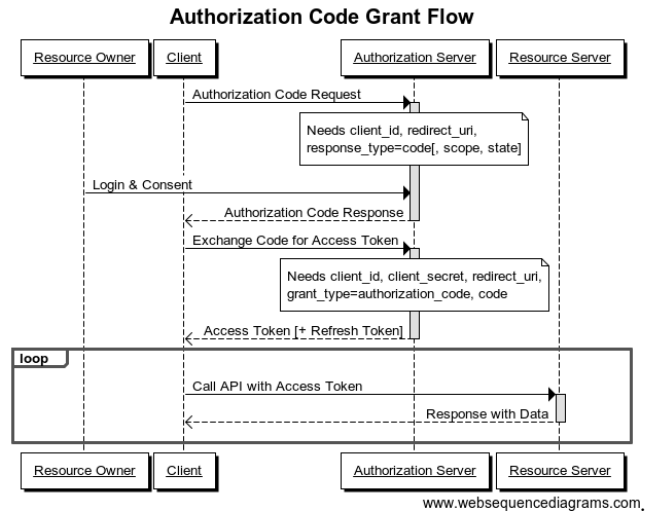 Authorization Code Grant Flow
Resource Owner
Client
Authorization Server
Resource Server
Authorization Code Request
Needs client_id, redirect_uri,
response_type=code[, scope, state]
Login & Consent
Authorization Code Response
Exchange Code for Access Token
Needs client_id, client_secret, redirect_uri,
grant_type=authorization_code, code
Access Token [+ Refresh Token]
loop
Call API with Access Token
Response with Data
Resource Owner
Client
Authorization Server
Resource Server
www.websequencediagrams.com.